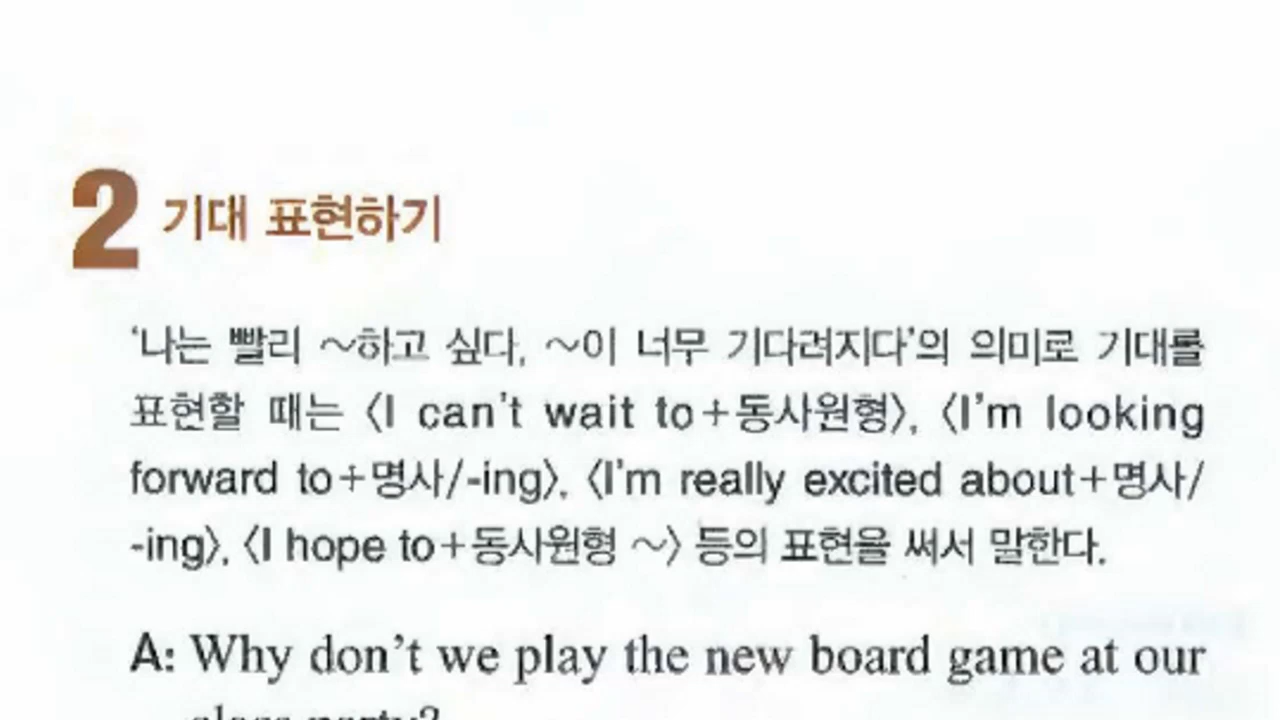 2 기대 표현하기
‘나는 빨리 ~하고 싶다, ~이 너무 기다려지다’의 의미로 기대를
표현할 때는 〈I can’t wait to+동사원형〉, 〈I’m looking
forward to+명사/-ing〉, 〈I’m really excited about+명사/
-ing〉, 〈I hope to+동사원형 ~〉 등의 표현을 써서 말한다.
A: Why don’t we play the new board game at our
class party?